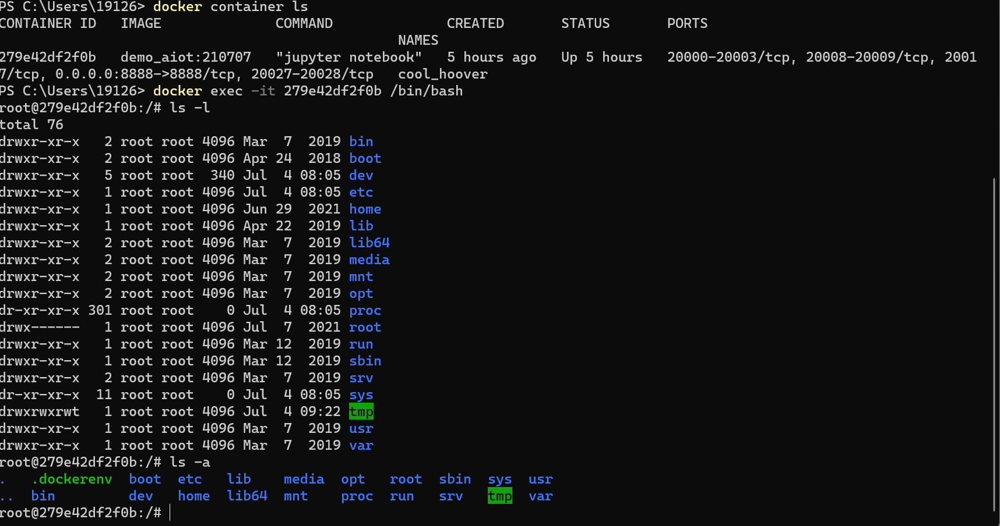 PS C:\Users\19126> docker container ls
CONTAINER ID   IMAGE              COMMAND              CREATED       STATUS       PORTS
                                                 NAMES
279e42df2f0b   demo_aiot:210707   "jupyter notebook"   5 hours ago   Up 5 hours   20000-20003/tcp, 20008-20009/tcp, 2001
7/tcp, 0.0.0.0:8888->8888/tcp, 20027-20028/tcp   cool_hoover
PS C:\Users\19126> docker exec -it 279e42df2f0b /bin/bash
root@279e42df2f0b:/# ls -l
total 76
drwxr-xr-x   2 root root 4096 Mar  7  2019 bin
drwxr-xr-x   2 root root 4096 Apr 24  2018 boot
drwxr-xr-x   5 root root  340 Jul  4 08:05 dev
drwxr-xr-x   1 root root 4096 Jul  4 08:05 etc
drwxr-xr-x   1 root root 4096 Jun 29  2021 home
drwxr-xr-x   1 root root 4096 Apr 22  2019 lib
drwxr-xr-x   2 root root 4096 Mar  7  2019 lib64
drwxr-xr-x   2 root root 4096 Mar  7  2019 media
drwxr-xr-x   2 root root 4096 Mar  7  2019 mnt
drwxr-xr-x   2 root root 4096 Mar  7  2019 opt
dr-xr-xr-x 301 root root    0 Jul  4 08:05 proc
drwx------   1 root root 4096 Jul  7  2021 root
drwxr-xr-x   1 root root 4096 Mar 12  2019 run
drwxr-xr-x   1 root root 4096 Mar 12  2019 sbin
drwxr-xr-x   2 root root 4096 Mar  7  2019 srv
dr-xr-xr-x  11 root root    0 Jul  4 08:05 sys
drwxrwxrwt   1 root root 4096 Jul  4 09:22 tmp
drwxr-xr-x   1 root root 4096 Mar  7  2019 usr
drwxr-xr-x   1 root root 4096 Mar  7  2019 var
root@279e42df2f0b:/# ls -a
.   .dockerenv  boot  etc   lib    media  opt   root  sbin  sys  usr
..  bin         dev   home  lib64  mnt    proc  run   srv   tmp  var
root@279e42df2f0b:/#